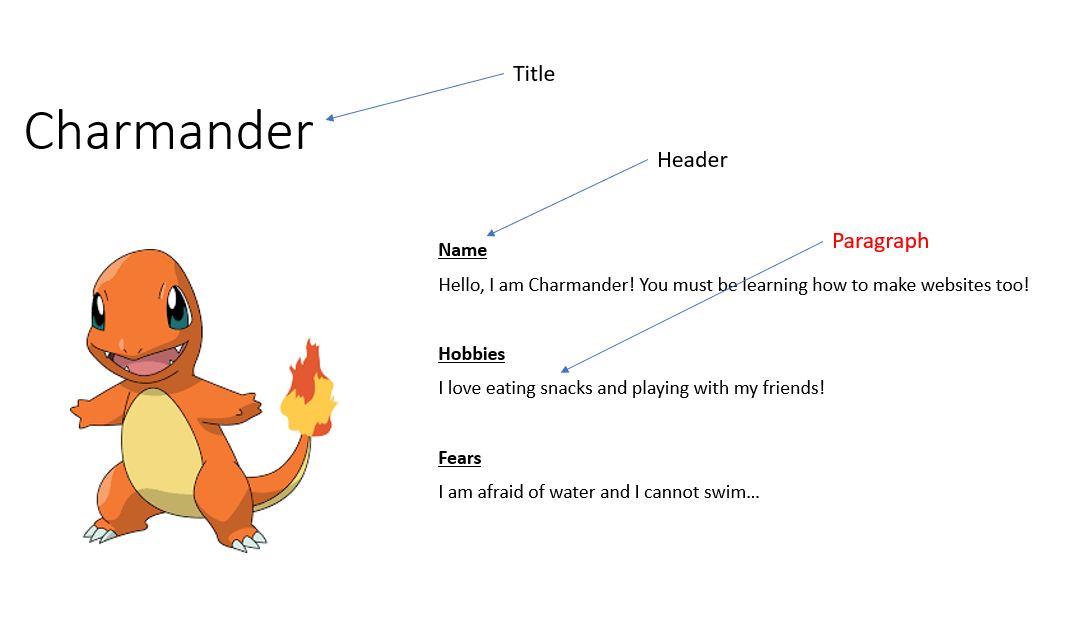 Title
Charmander
Header
Paragraph
Name
Hello, I am Charmander! You must be learning how to make websites too!
Hobbies
I love eating snacks and playing with my friends!
Fears
I am afraid of water and I cannot swim...